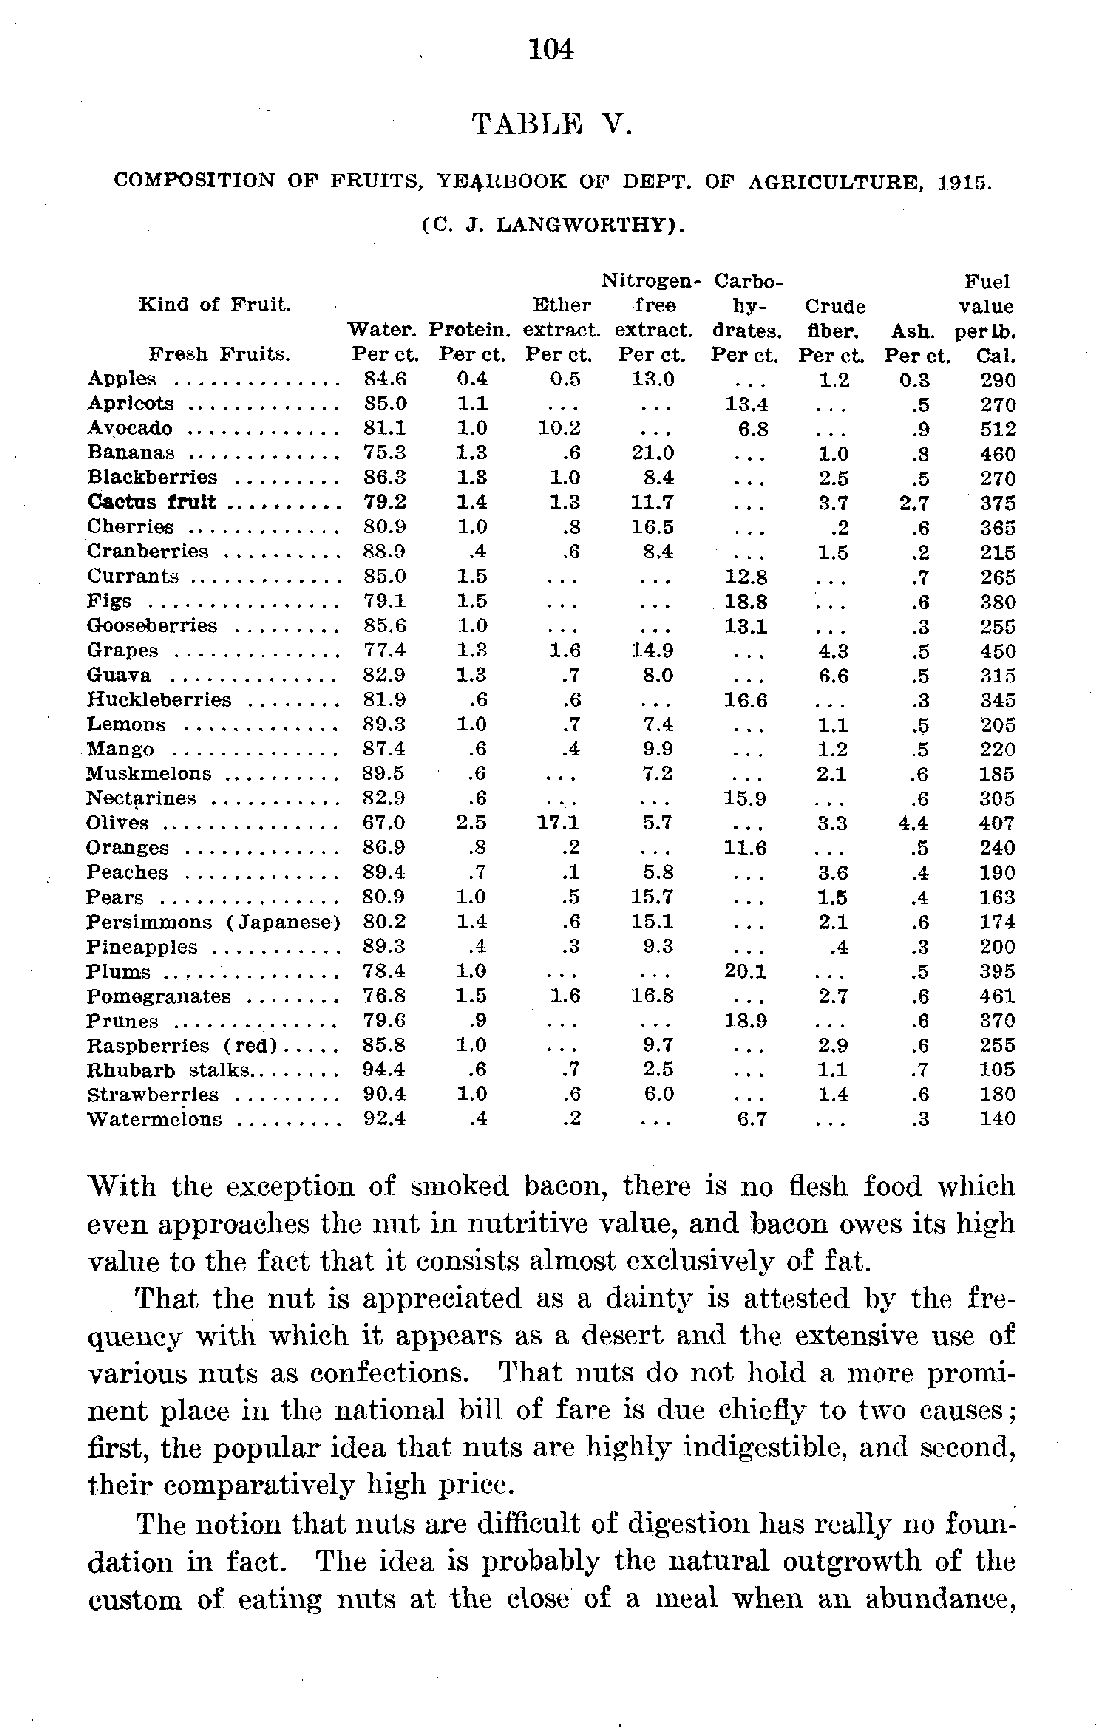 104
TABLE V.
COMPOSITION OF FRUITS, YEARBOOK OF DEPT. OF AGRICULTURE, 1915.
(C. J. LANGWORTHY).
Nitrogen- Carbo- Fuel
Kind of Fruit. Ether free hy- Crude value
Water. Protein. extract. extract. drates. fiber. Ash. per lb.
Fresh Fruits. Per ct. Per ct. Per ct. Per ct. Per ct. Per ct. Per ct. Cal.
Apples .............. 84.6 0.4 0.5 13.0 ... 1.2 0.3 290
Apricots ............. 85.0 1.1 ... ... 13.4 ... .5 270
Avocado ............. 81.1 1.0 10.2 ... 6.8 ... .9 512
Bananas ............. 75.3 1.3 .6 21.0 ... 1.0 .8 460
Blackberries ......... 86.3 1.3 1.0 8.4 ... 2.5 .5 270
Cactus fruit .......... 79.2 1.4 1.3 11.7 ... 3.7 2.7 375
Cherries ............. 80.9 1.0 .8 16.5 ... .2 .6 365
Cranberries .......... 88.9 .4 .6 8.4 ... 1.5 .2 215
Currants ............. 85.0 1.5 ... ... 12.8 ... .7 265
Figs ................ 79.1 1.5 ... ... 18.8 ... .6 380
Gooseberries ......... 85.6 1.0 ... ... 13.1 ... .3 255
Grapes .............. 77.4 1.3 1.6 14.9 ... 4.3 .5 450
Guava .............. 82.9 1.3 .7 8.0 ... 6.6 .5 315
Huckleberries ........ 81.9 .6 .6 ... 16.6 ... .3 345
Lemons ............. 89.3 1.0 .7 7.4 ... 1.1 .5 205
Mango .............. 87.4 .6 .4 9.9 ... 1.2 .5 220
Muskmelons .......... 89.5 .6 ... 7.2 ... 2.1 .6 185
Nectarines ........... 82.9 .6 ... ... 15.9 ... .6 305
Olives ............... 67.0 2.5 17.1 5.7 ... 3.3 4.4 407
Oranges ............. 86.9 .8 .2 ... 11.6 ... .5 240
Peaches ............. 89.4 .7 .1 5.8 ... 3.6 .4 190
Pears ............... 80.9 1.0 .5 15.7 ... 1.5 .4 163
Persimmons (Japanese) 80.2 1.4 .6 15.1 ... 2.1 .6 174
Pineapples ........... 89.3 .4 .3 9.3 ... .4 .3 200
Plums ............... 78.4 1.0 ... ... 20.1 ... .5 395
Pomegranates ........ 76.8 1.5 1.6 16.8 ... 2.7 .6 461
Prunes .............. 79.6 .9 ... ... 18.9 ... .6 370
Raspberries (red)..... 85.8 1.0 ... 9.7 ... 2.9 .6 255
Rhubarb stalks........ 94.4 .6 .7 2.5 ... 1.1 .7 105
Strawberries ......... 90.4 1.0 .6 6.0 ... 1.4 .6 180
Watermelons ......... 92.4 .4 .2 ... 6.7 ... .3 140
With the exception of smoked bacon, there is no flesh food which
even approaches the nut in nutritive value, and bacon owes its high
value to the fact that it consists almost exclusively of fat.
That the nut is appreciated as a dainty is attested by the fre-
quency with which it appears as a desert and the extensive use of
various nuts as confections. That nuts do not hold a more promi-
nent place in the national bill of fare is due chiefly to two causes;
first, the popular idea that nuts are highly indigestible, and second,
their comparatively high price.
The notion that nuts are difficult of digestion has really no foun-
dation in fact. The idea is probably the natural outgrowth of the
custom of eating nuts at the close of a meal when an abundance,